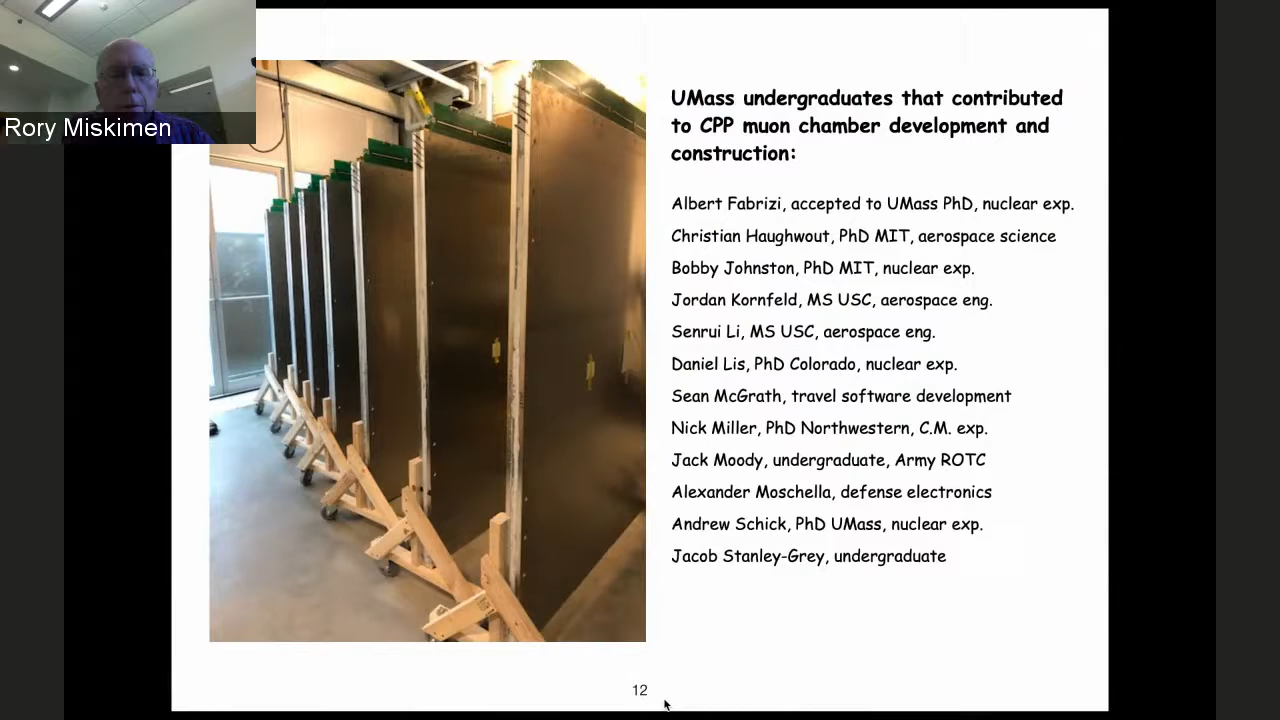 Rory Miskimen
UMass undergraduates that contributed
to CPP muon chamber development and
construction:
Albert Fabrizi, accepted to UMass PhD, nuclear exp.
Christian Haughwout, PhD MIT, aerospace science
Bobby Johnston, PhD MIT, nuclear exp.
Jordan Kornfeld, MS USC, aerospace eng.
Senrui Li, MS USC, aerospace eng.
Daniel Lis, PhD Colorado, nuclear exp.
Sean McGrath, travel software development
Nick Miller, PhD Northwestern, C.M. exp.
Jack Moody, undergraduate, Army ROTC
Alexander Moschella, defense electronics
Andrew Schick, PhD UMass, nuclear exp.
Jacob Stanley-Grey, undergraduate
12